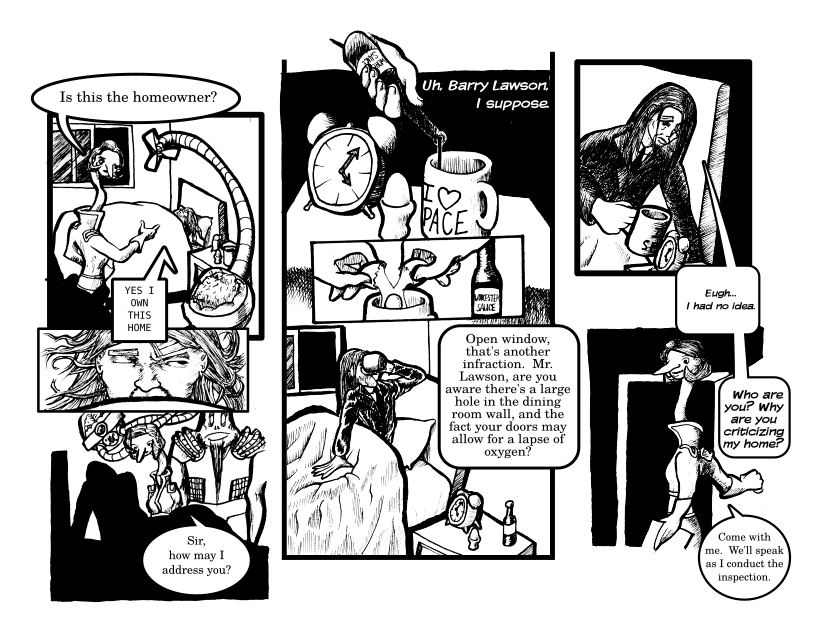 Is this the homeowner?
YES I
OWN
THIS
HOME
Sir,
how may I
address you?
Uh, Barry Lawson,
I suppose.
I
PACE
WORCESTER
SAUCE
Open window,
that's another
infraction. Mr.
Lawson, are you
aware there's a large
hole in the dining
room wall, and the
fact your doors may
allow for a lapse of
oxygen?
Eugh...
I had no idea.
Who are
you? Why
are you
criticizing
my home?
Come with
me. We'll speak
as I conduct the
inspection.